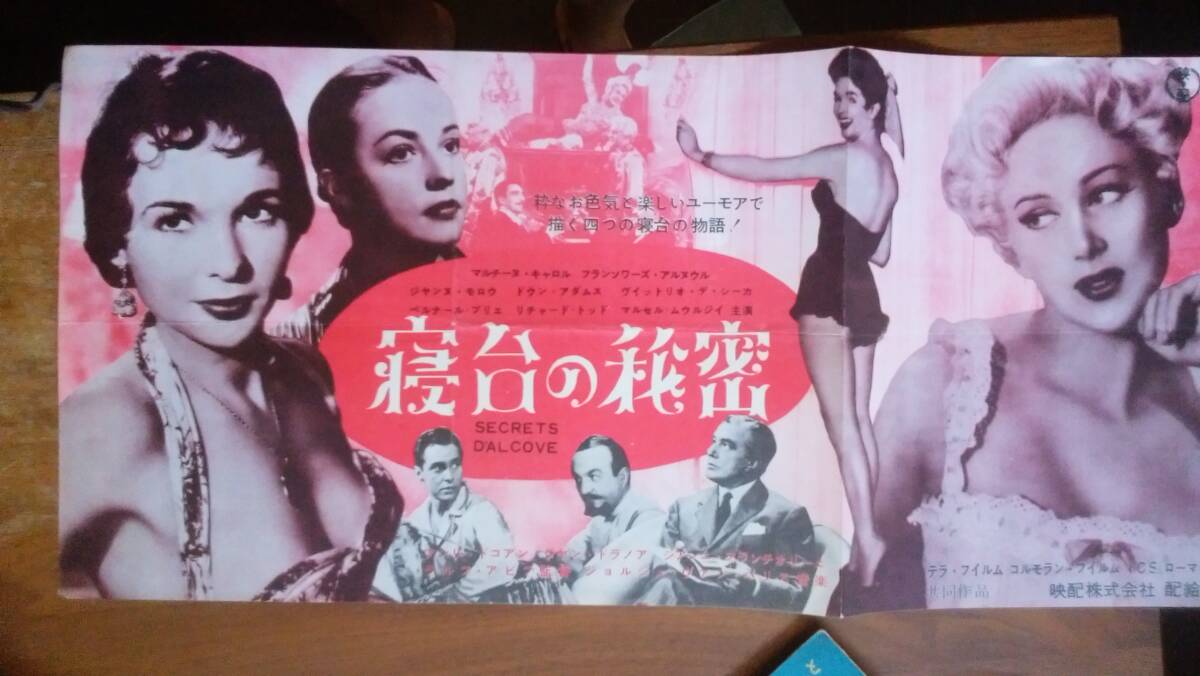 粋なお色気と楽しいユーモアで
描く四つの寝台の物語!
マルチーヌ・キャロル フランソワーズ・アルヌウル
ジャンヌ・モロウ ドウン・アダムス ヴィットリオ・デ・シーカ
ベルナール・ブリエ リチャード・トッド マルセル・ムウルジイ 主演
寝台の秘密
SECRETS
D'ALCOVE
テラ・フイルム コルモラン・フイルム ICS ローマ
共同作品
映配株式会社 配給